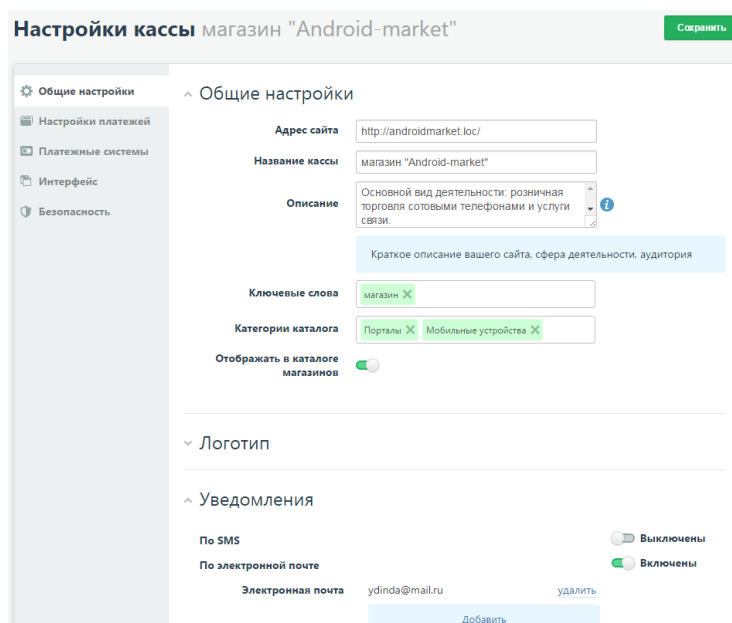 Настройки кассы магазин "Android-market"
Сохранить
Общие настройки
Настройки платежей
Платежные системы
Интерфейс
Безопасность
Общие настройки
Адрес сайта http://androidmarket.loc/
Название кассы магазин "Android-market"
Описание Основной вид деятельности: розничная
торговля сотовыми телефонами и услуги
связи.
Краткое описание вашего сайта, сфера деятельности, аудитория
Ключевые слова магазин
Категории каталога Порталы Мобильные устройства
Отображать в каталоге
магазинов
Логотип
Уведомления
По SMS Выключены
По электронной почте Включены
Электронная почта ydinda@mail.ru удалить
Добавить